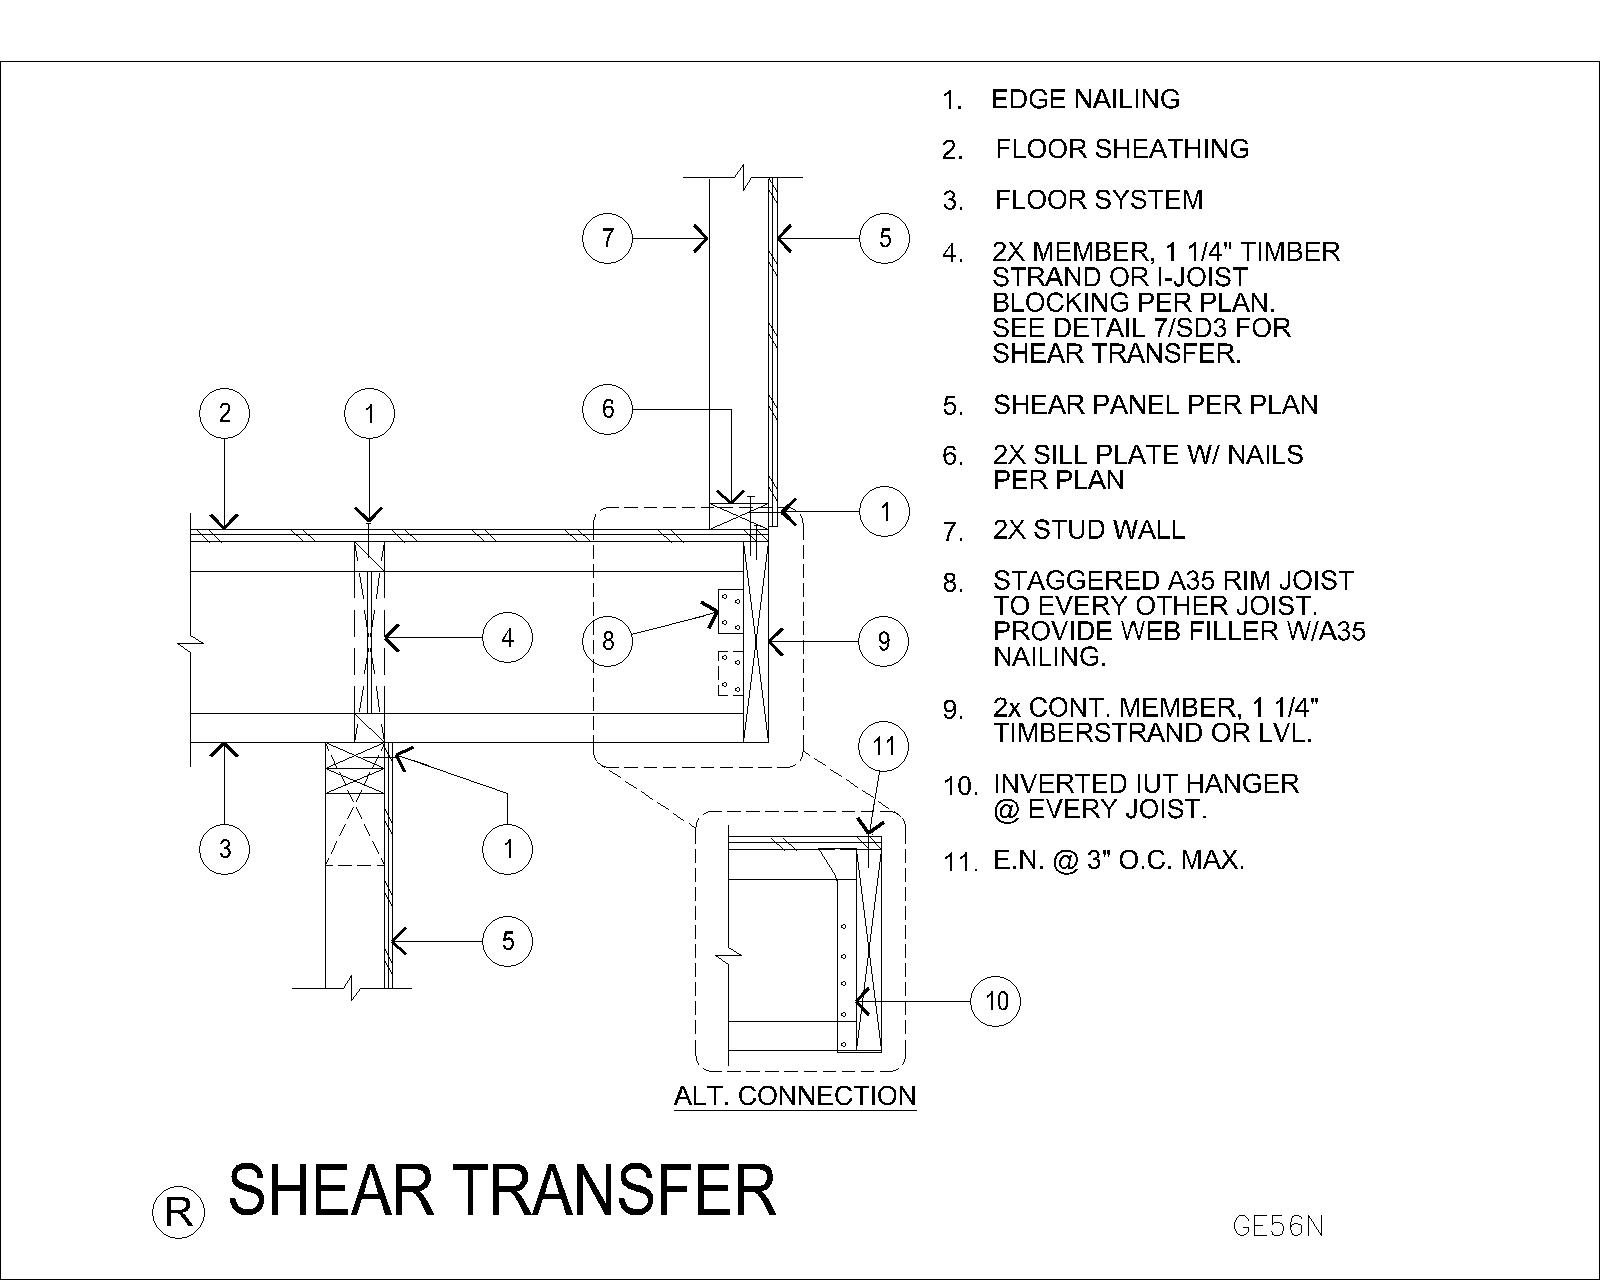 1. EDGE NAILING
2. FLOOR SHEATHING
3. FLOOR SYSTEM
4. 2X MEMBER, 1 1/4" TIMBER
STRAND OR I-JOIST
BLOCKING PER PLAN.
SEE DETAIL 7/SD3 FOR
SHEAR TRANSFER.
5. SHEAR PANEL PER PLAN
6. 2X SILL PLATE W/ NAILS
PER PLAN
7. 2X STUD WALL
8. STAGGERED A35 RIM JOIST
TO EVERY OTHER JOIST.
PROVIDE WEB FILLER W/A35
NAILING.
9. 2x CONT. MEMBER, 1 1/4"
TIMBERSTRAND OR LVL.
10. INVERTED IUT HANGER
@ EVERY JOIST.
11. E.N. @ 3" O.C. MAX.
7
5
2
1
6
1
4
8
9
11
3
1
5
10
ALT. CONNECTION
R SHEAR TRANSFER
GE56N